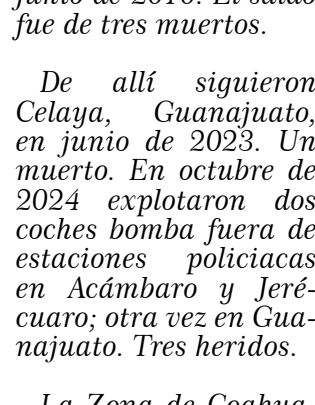 junio de 2010. El saldo
fue de tres muertos.
De allí siguieron
Celaya, Guanajuato,
en junio de 2023. Un
muerto. En octubre de
2024 explotaron dos
coches bomba fuera de
estaciones policiacas
en Acámbaro y Jeré-
cuaro; otra vez en Gua-
najuato. Tres heridos.
La Zona de Coahua-